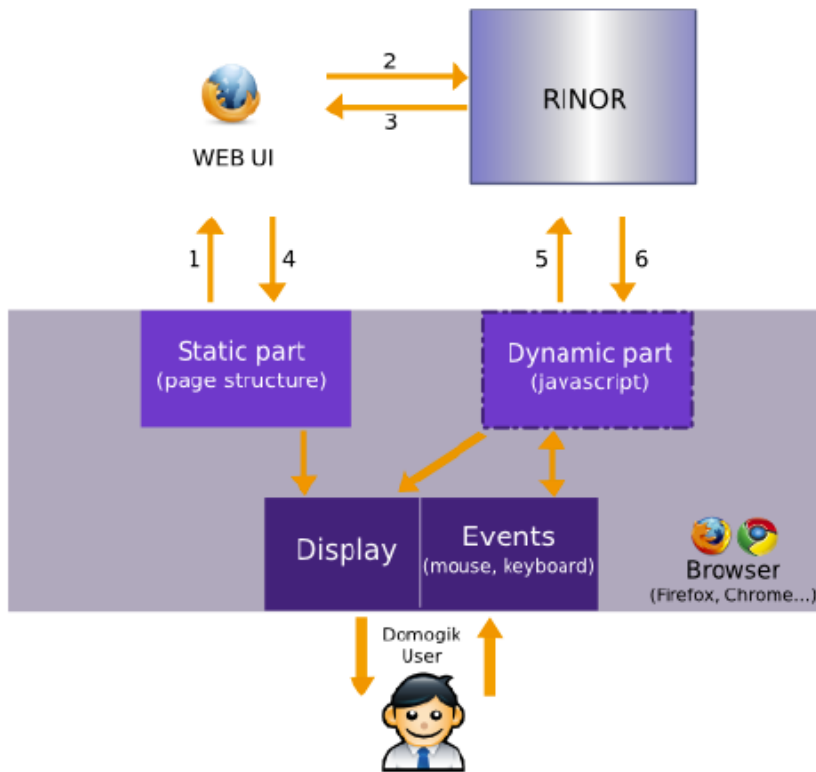 2
RINOR
3
WEB UI
1
4
5
6
Static part
(page structure)
Dynamic part
(javascript)
Display
Events
(mouse, keyboard)
Browser
(Firefox, Chrome...)
Domogik
User